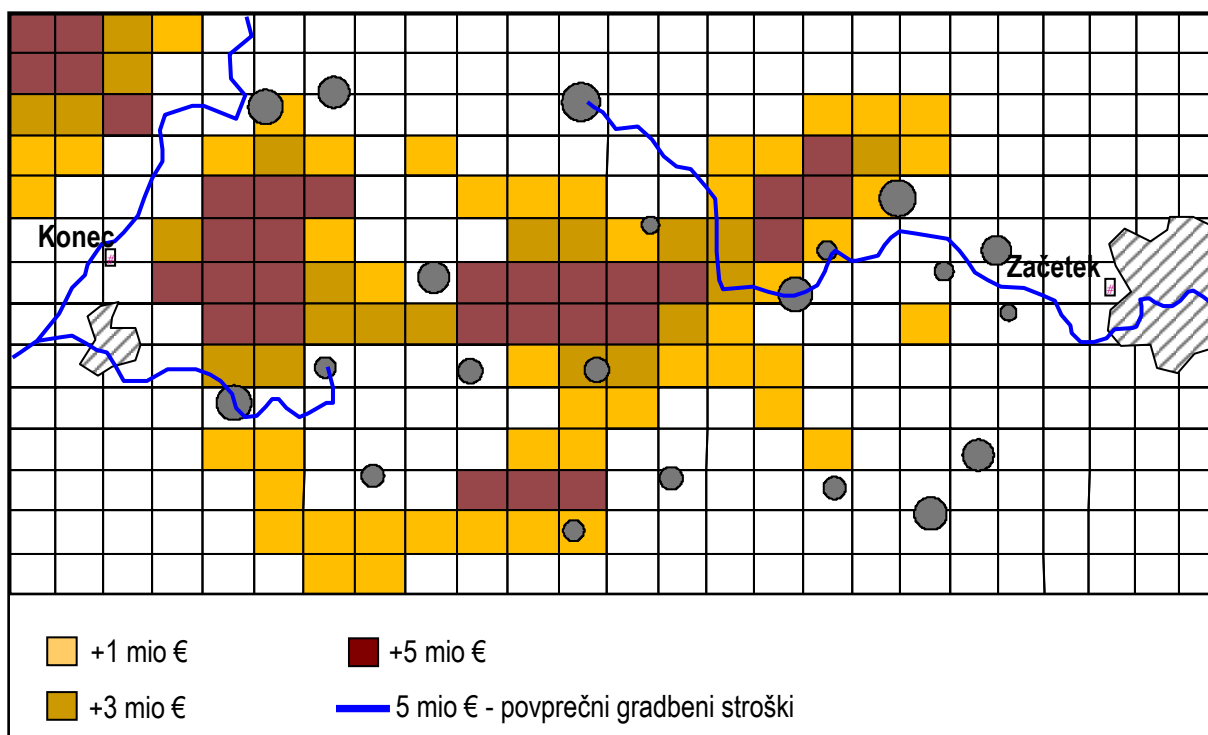 Konec
#
Začetek
#
+1 mio €
+5 mio €
+3 mio €
5 mio € - povprečni gradbeni stroški